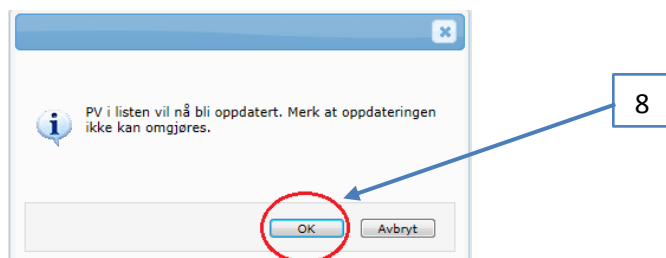 PV i listen vil nå bli oppdatert. Merk at oppdateringen
ikke kan omgjøres.
8
OK Avbryt